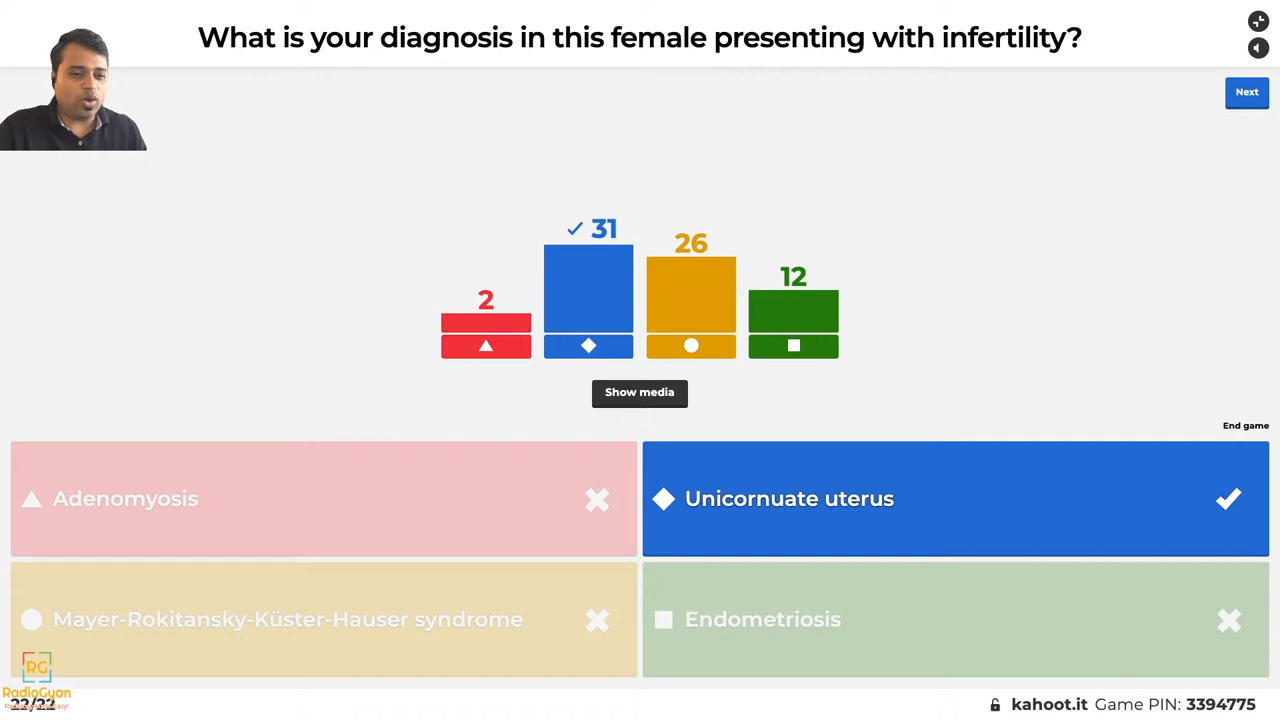 What is your diagnosis in this female presenting with infertility?
Next
31
26
12
2
Show media
End game
Adenomyosis
Unicornuate uterus
Mayer-Rokitansky-Küster-Hauser syndrome
Endometriosis
RG
RadioGyan
22/22
kahoot.it Game PIN: 3394775